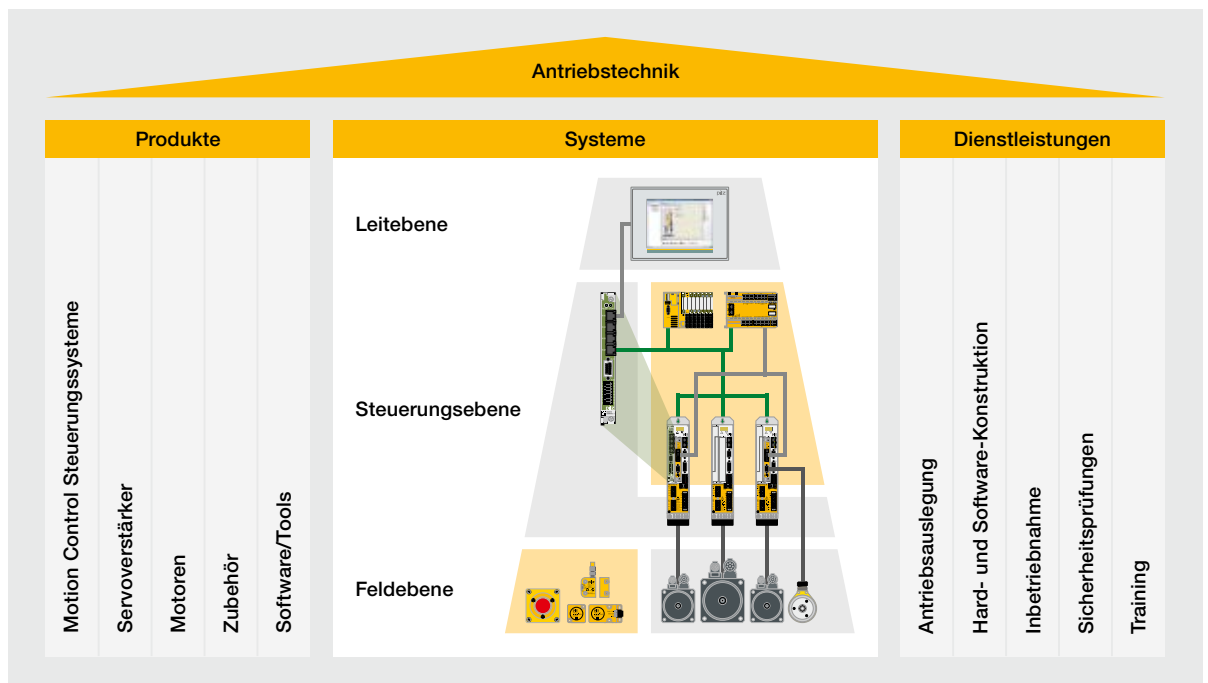 Antriebstechnik
Produkte
Motion Control Steuerungssysteme
Servoverstärker
Motoren
Zubehör
Software/Tools
Systeme
Leitebene
Steuerungsebene
Feldebene
Dienstleistungen
Antriebsauslegung
Hard- und Software-Konstruktion
Inbetriebnahme
Sicherheitsprüfungen
Training